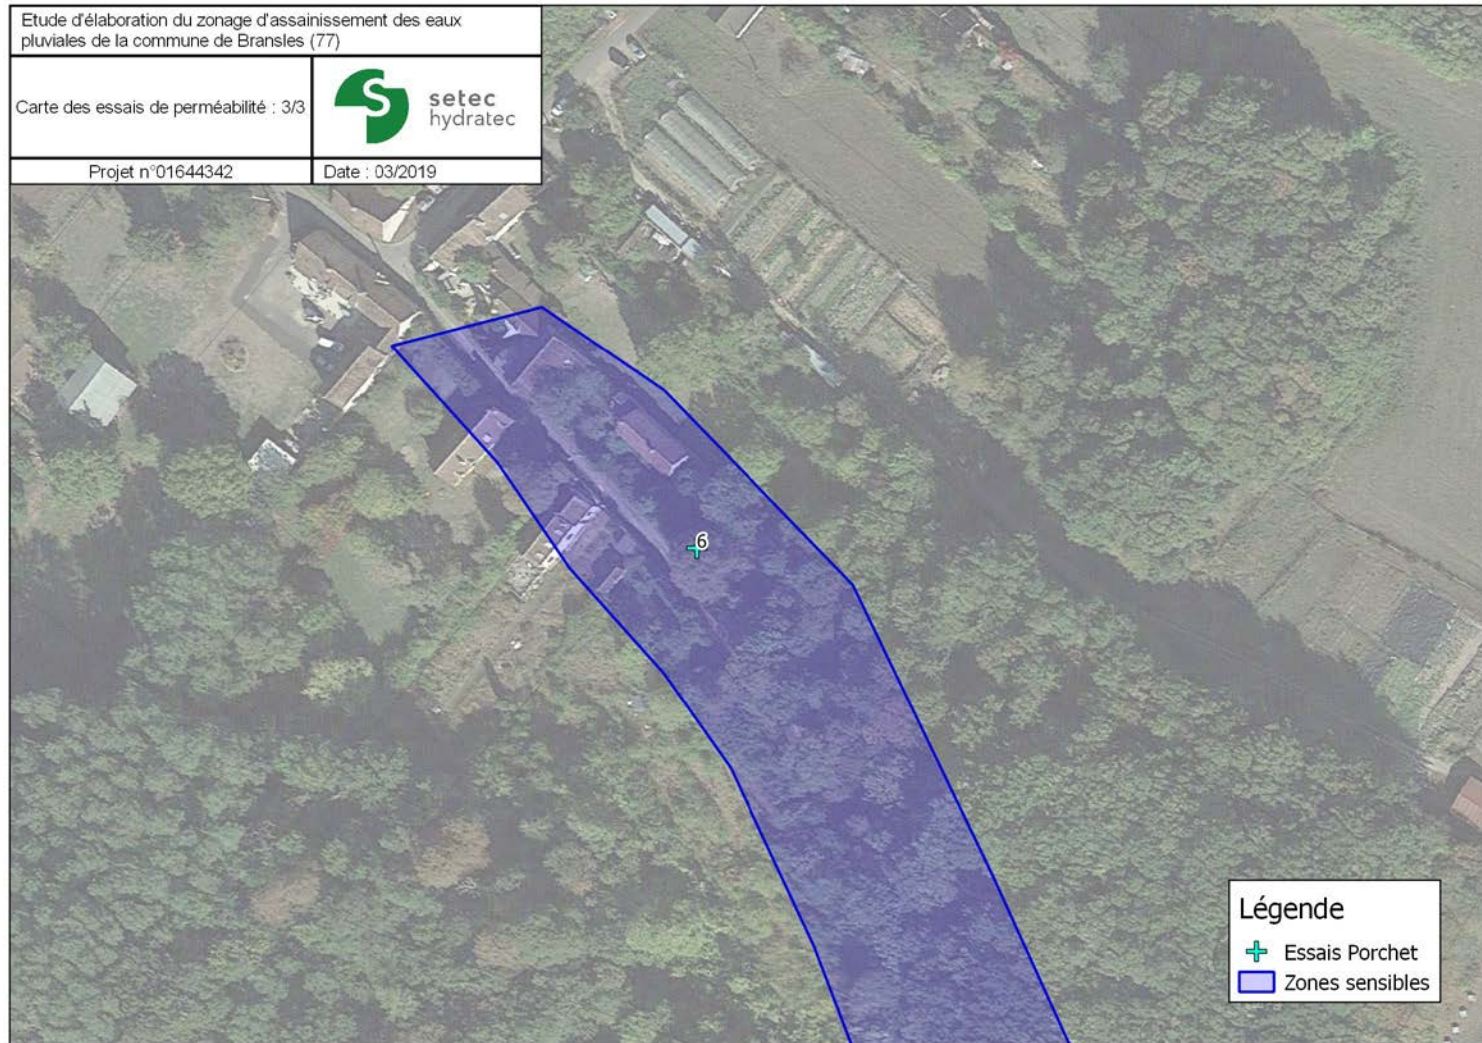 Etude d'élaboration du zonage d'assainissement des eaux
pluviales de la commune de Bransles (77)
Carte des essais de perméabilité : 3/3
S
setec
hydratec
Projet n°01644342
Date : 03/2019
6
Légende
Essais Porchet
Zones sensibles